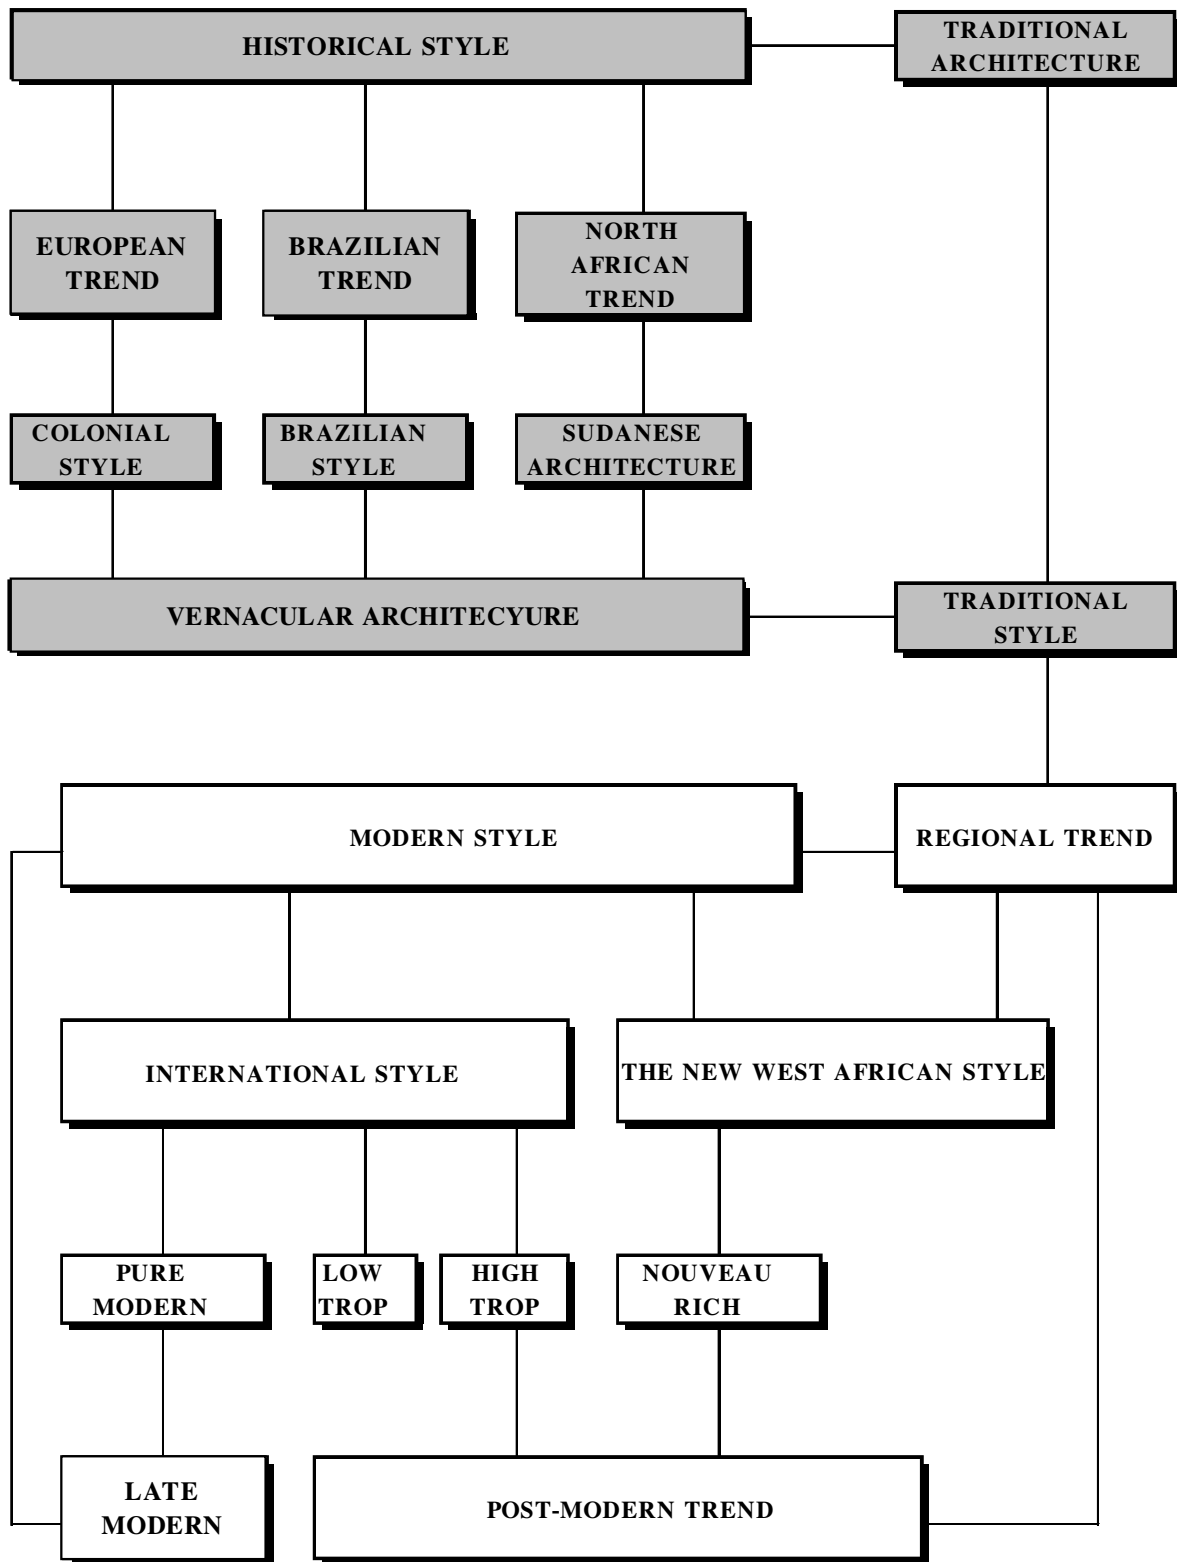 HISTORICAL STYLE
TRADITIONAL
ARCHITECTURE
EUROPEAN
TREND
BRAZILIAN
TREND
NORTH
AFRICAN
TREND
COLONIAL
STYLE
BRAZILIAN
STYLE
SUDANESE
ARCHITECTURE
VERNACULAR ARCHITECYURE
TRADITIONAL
STYLE
MODERN STYLE
REGIONAL TREND
INTERNATIONAL STYLE
THE NEW WEST AFRICAN STYLE
PURE
MODERN
LOW
TROP
HIGH
TROP
NOUVEAU
RICH
LATE
MODERN
POST-MODERN TREND